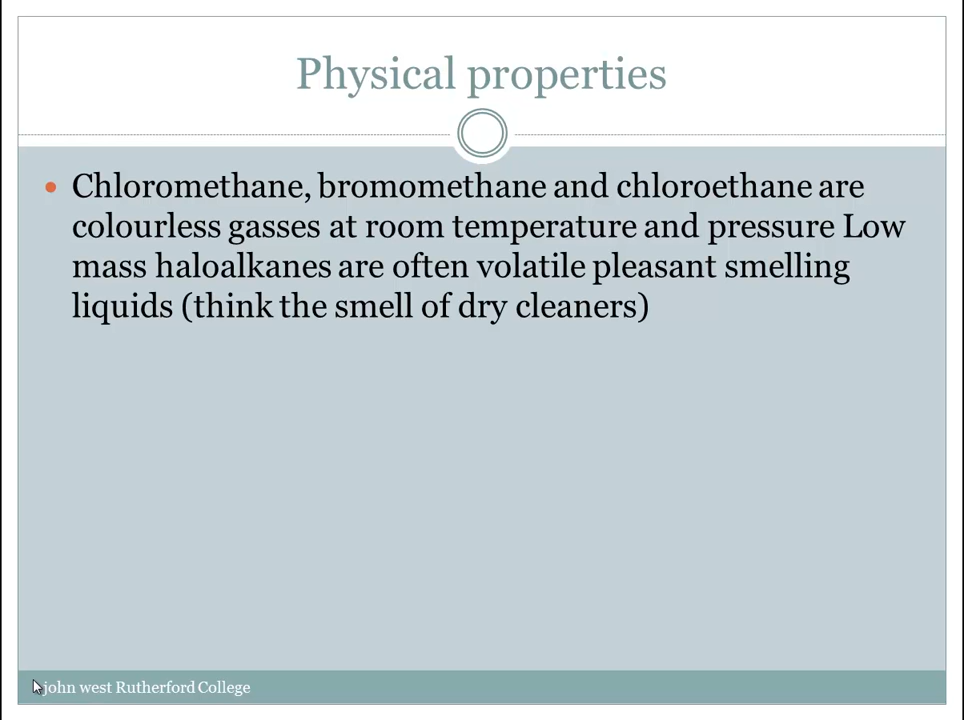 Physical properties
Chloromethane, bromomethane and chloroethane are
colourless gasses at room temperature and pressure Low
mass haloalkanes are often volatile pleasant smelling
liquids (think the smell of dry cleaners)
john west Rutherford College